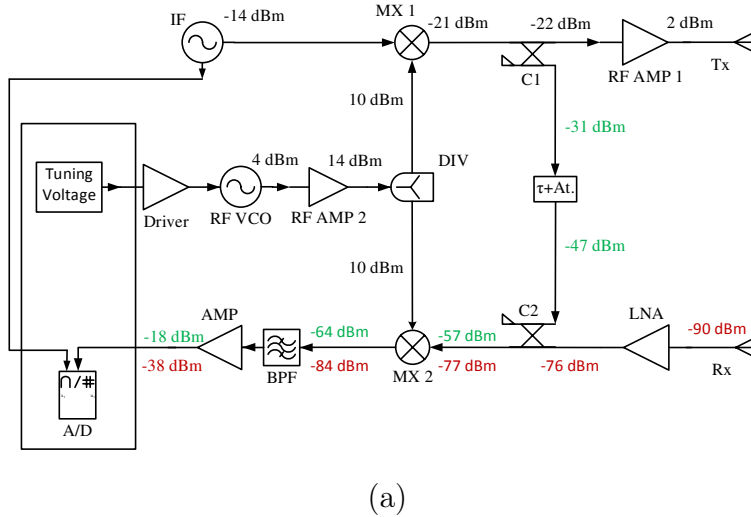 IF
-14 dBm
MX 1
-21 dBm
-22 dBm
2 dBm
C1
RF AMP 1
Tx
10 dBm
-31 dBm
Tuning
Voltage
Driver
4 dBm
RF VCO
14 dBm
RF AMP 2
DIV
τ+At.
10 dBm
-47 dBm
AMP
C2
LNA
-18 dBm
-64 dBm
-57 dBm
-90 dBm
-38 dBm
BPF
-84 dBm
MX 2
-77 dBm
-76 dBm
Rx
∩/#
A/D
(a)